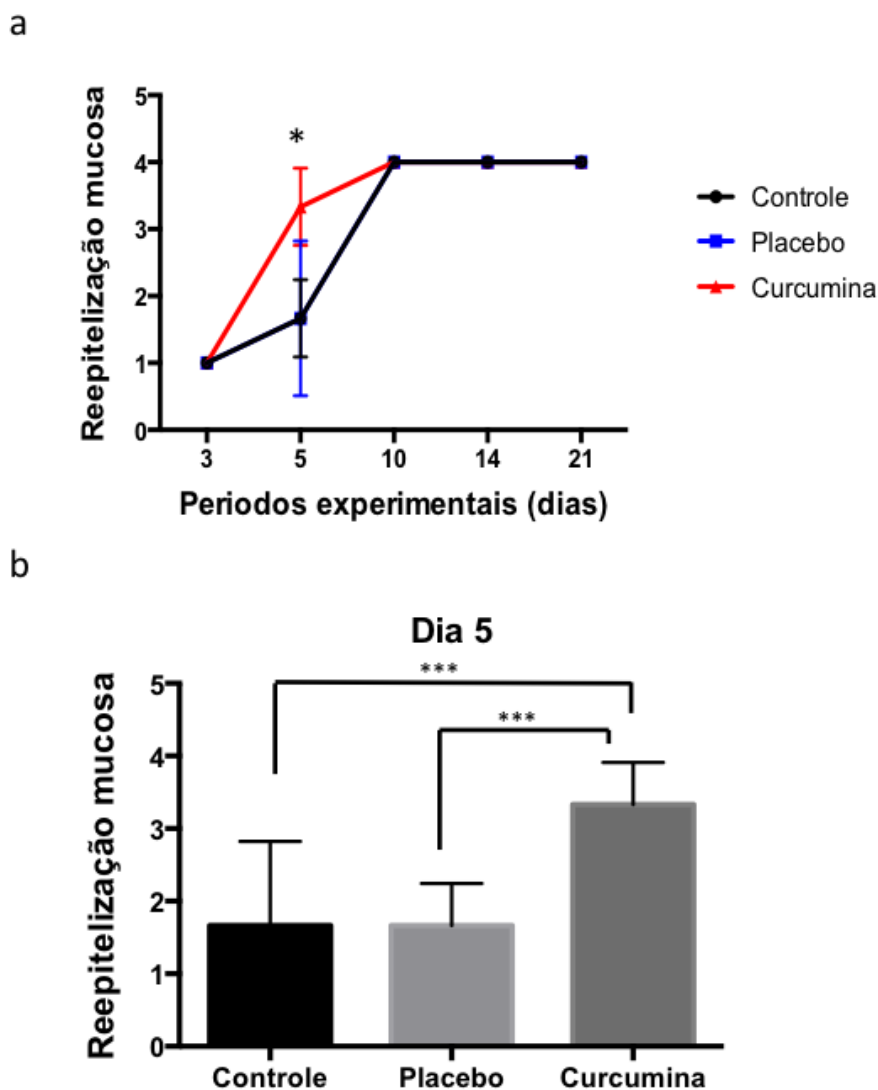 a
Reepitelização mucosa
5
4
3
2
1
0
*
3 5 10 14 21
Periodos experimentais (dias)
Controle
Placebo
Curcumina
b
Dia 5
Reepitelização mucosa
5
4
3
2
1
0
***
***
Controle Placebo Curcumina